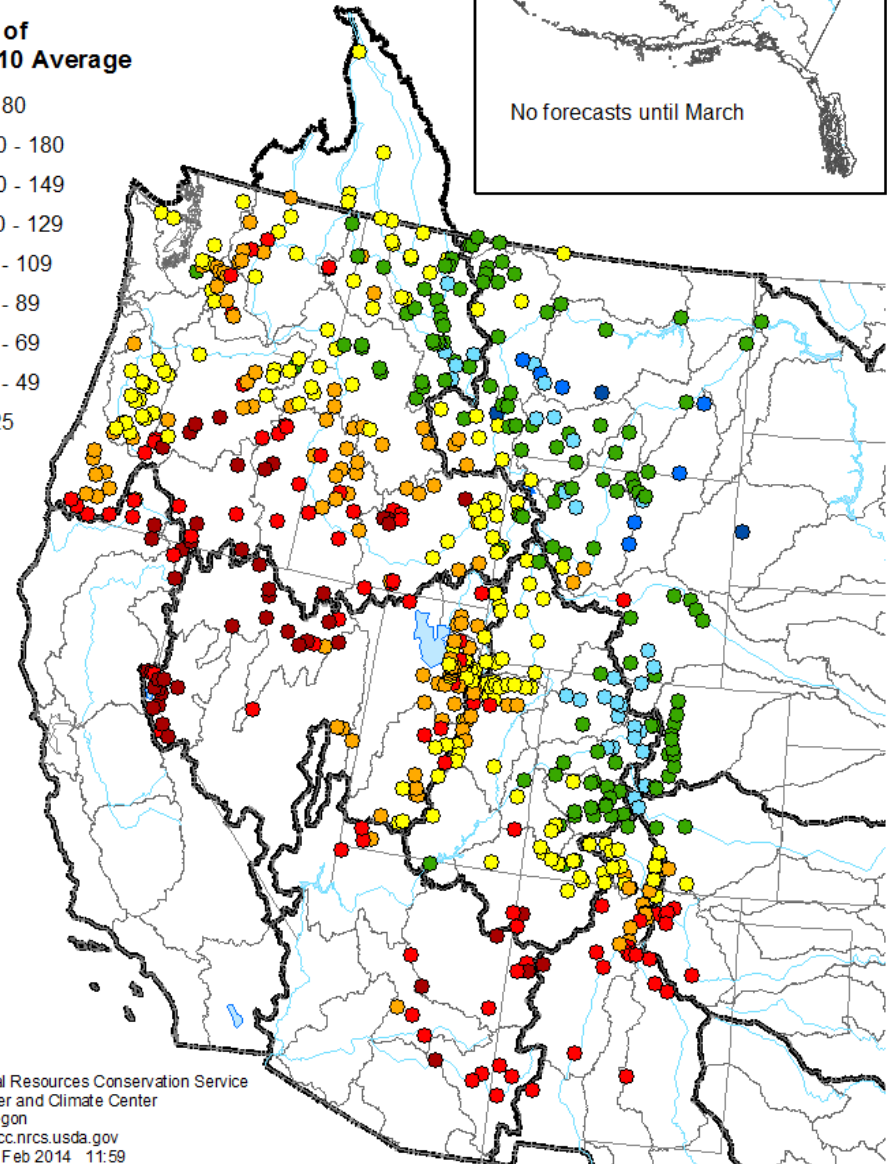 of
10 Average
80
0 - 180
0 - 149
0 - 129
- 109
- 89
- 69
- 49
25
No forecasts until March
al Resources Conservation Service
er and Climate Center
gon
cc.nrcs.usda.gov
Feb 2014 11:59